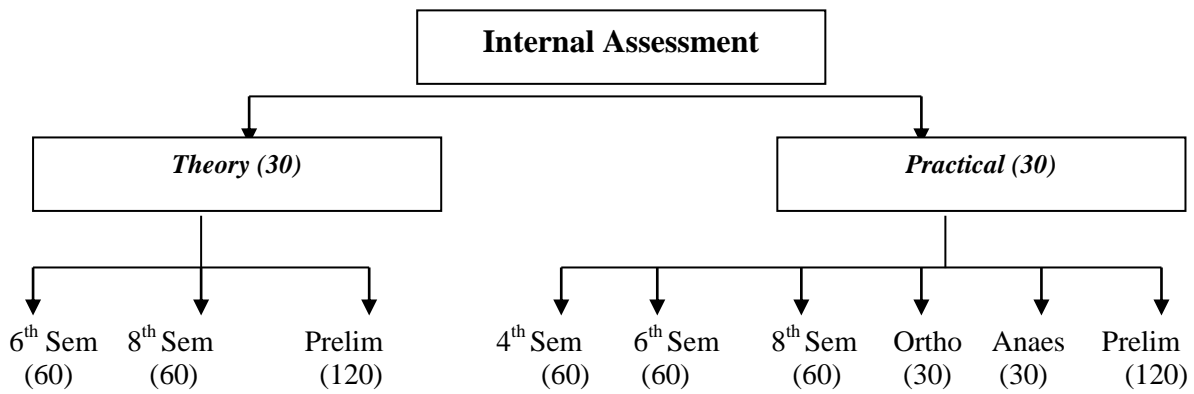 Internal Assessment
Theory (30)
Practical (30)
6th Sem
(60)
8th Sem
(60)
Prelim
(120)
4th Sem
(60)
6th Sem
(60)
8th Sem
(60)
Ortho
(30)
Anaes
(30)
Prelim
(120)